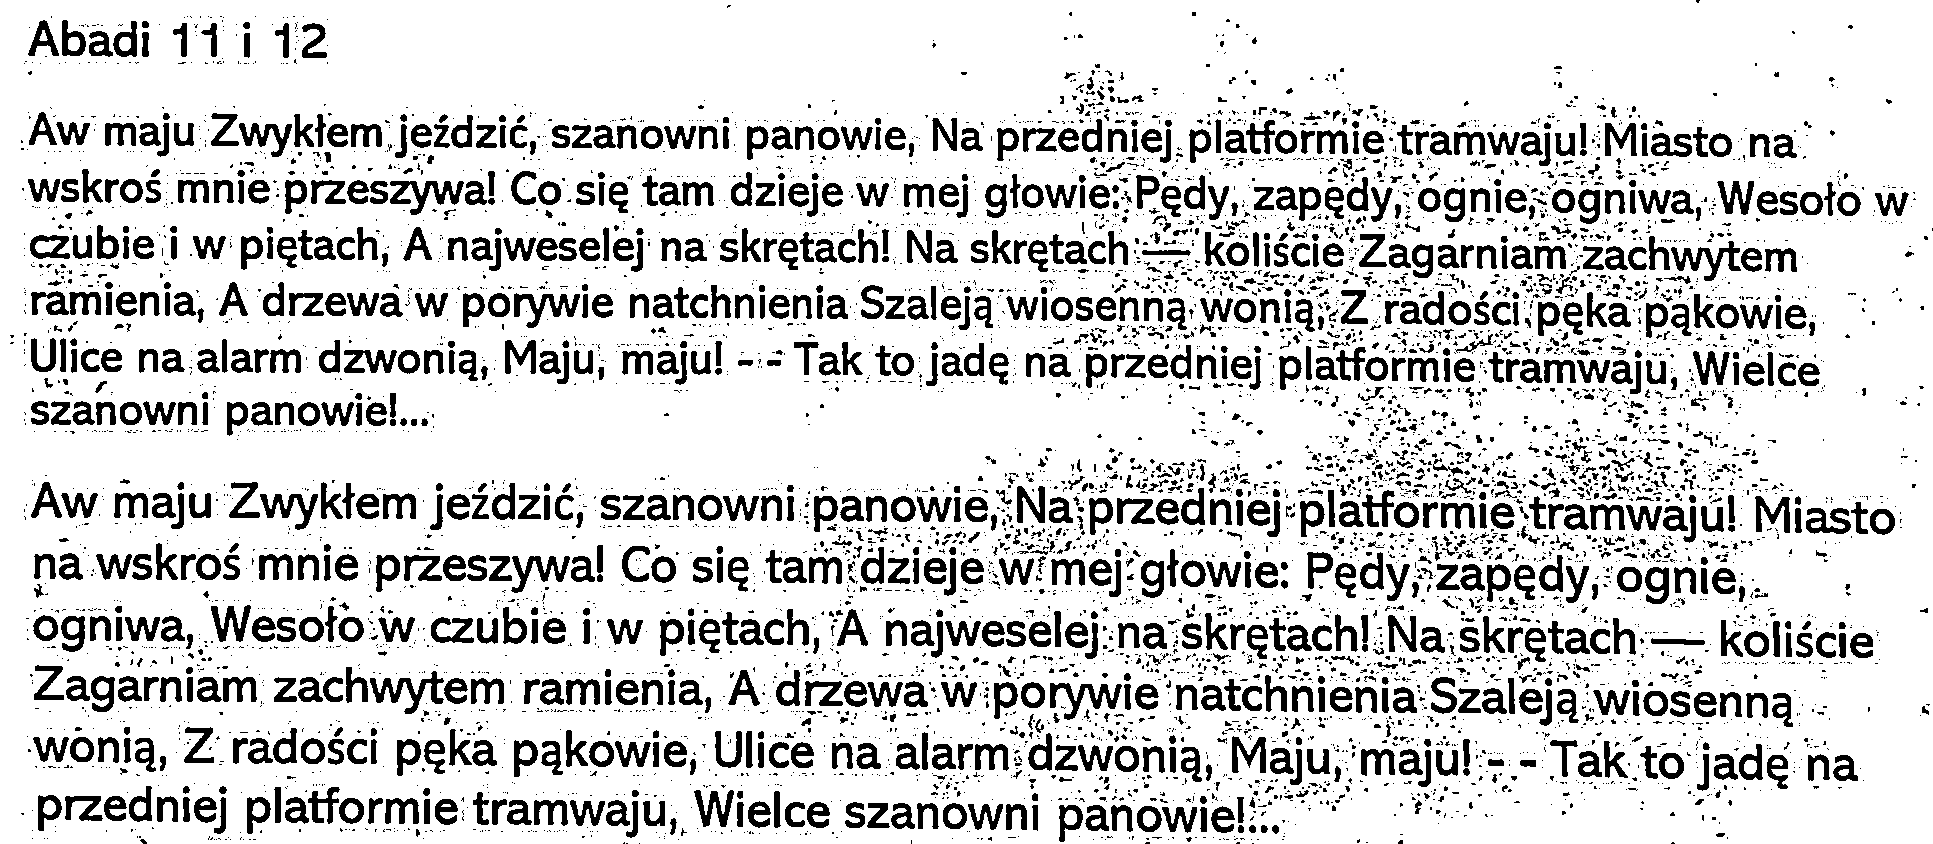 Abadi 11 i 12
Aw maju Zwykłem jeździć, szanowni panowie, Na przedniej platformie tramwaju! Miasto na
wskroś mnie przeszywa! Co się tam dzieje w mej głowie: Pędy, zapędy, ognie, ogniwa, Wesoło w
czubie i w piętach, A najweselej na skrętach! Na skrętach — koliście Zagarniam zachwytem
ramienia, A drzewa w porywie natchnienia Szaleją wiosenną wonią, Z radości pęka pąkowie,
Ulice na alarm dzwonią, Maju, maju! - - Tak to jadę na przedniej platformie tramwaju, Wielce
szanowni panowie!...
Aw maju Zwykłem jeździć, szanowni panowie, Na przedniej platformie tramwaju! Miasto
na wskroś mnie przeszywa! Co się tam dzieje w mej głowie: Pędy, zapędy, ognie,
ogniwa, Wesoło w czubie i w piętach, A najweselej na skrętach! Na skrętach — koliście
Zagarniam zachwytem ramienia, A drzewa w porywie natchnienia Szaleją wiosenną
wonią, Z radości pęka pąkowie, Ulice na alarm dzwonią, Maju, maju! - - Tak to jadę na
przedniej platformie tramwaju, Wielce szanowni panowie!...